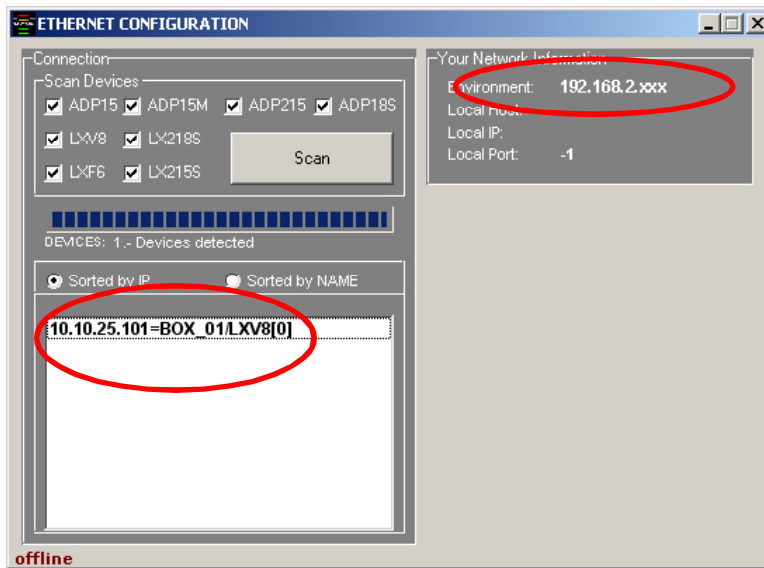 ETHERNET CONFIGURATION
Connection
Scan Devices
ADP15 ADP15M ADP215 ADP18S
LXV8 LX218S
LXF6 LX215S
Scan
DEVICES: 1.- Devices detected
Sorted by IP Sorted by NAME
10.10.25.101=BOX_01/LXV8[0]
offline
Your Network Information
Environment: 192.168.2.xxx
Local Host:
Local IP:
Local Port: -1